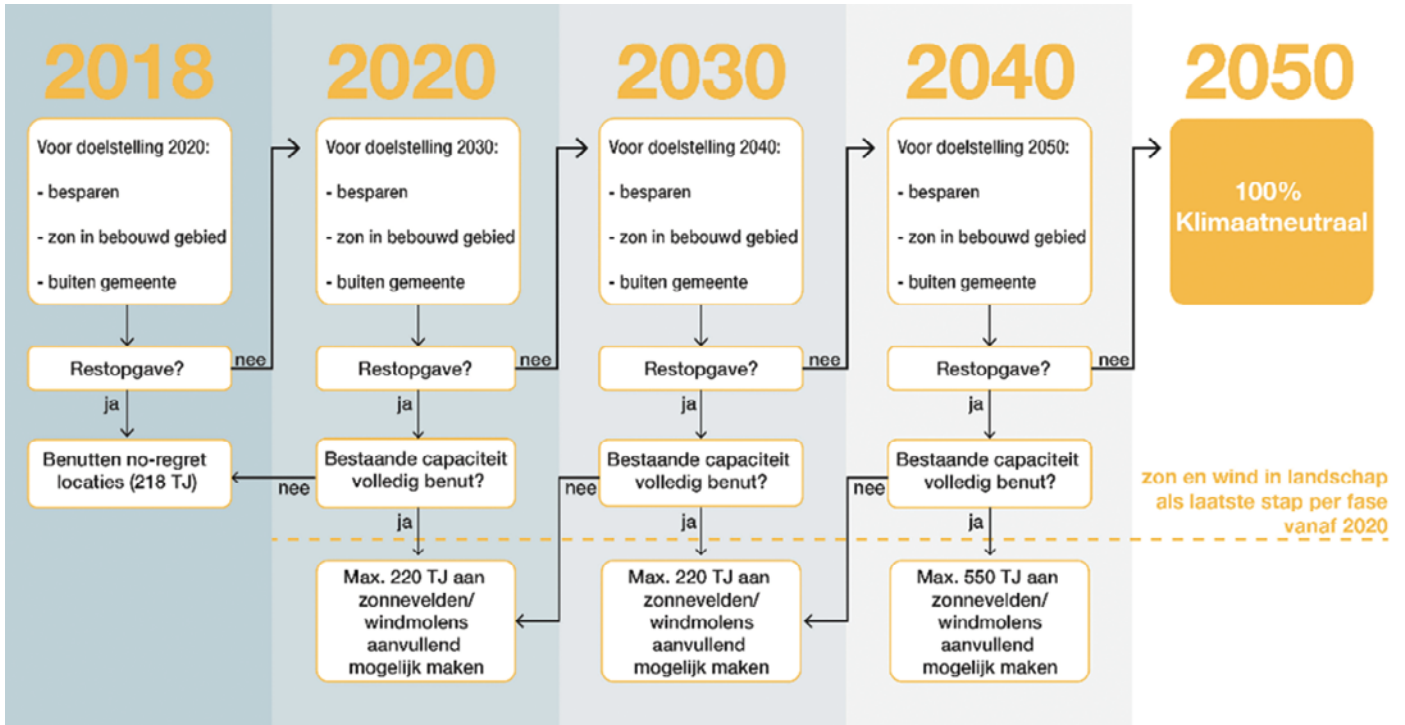 2018
Voor doelstelling 2020:
- besparen
- zon in bebouwd gebied
- buiten gemeente
Restopgave?
nee
ja
Benutten no-regret
locaties (218 TJ)
2020
Voor doelstelling 2030:
- besparen
- zon in bebouwd gebied
- buiten gemeente
Restopgave?
nee
ja
Bestaande capaciteit
volledig benut?
nee
ja
Max. 220 TJ aan
zonnevelden/
windmolens
aanvullend
mogelijk maken
2030
Voor doelstelling 2040:
- besparen
- zon in bebouwd gebied
- buiten gemeente
Restopgave?
nee
ja
Bestaande capaciteit
volledig benut?
nee
ja
Max. 220 TJ aan
zonnevelden/
windmolens
aanvullend
mogelijk maken
2040
Voor doelstelling 2050:
- besparen
- zon in bebouwd gebied
- buiten gemeente
Restopgave?
nee
ja
Bestaande capaciteit
volledig benut?
nee
ja
Max. 550 TJ aan
zonnevelden/
windmolens
aanvullend
mogelijk maken
2050
100%
Klimaatneutraal
zon en wind in landschap
als laatste stap per fase
vanaf 2020